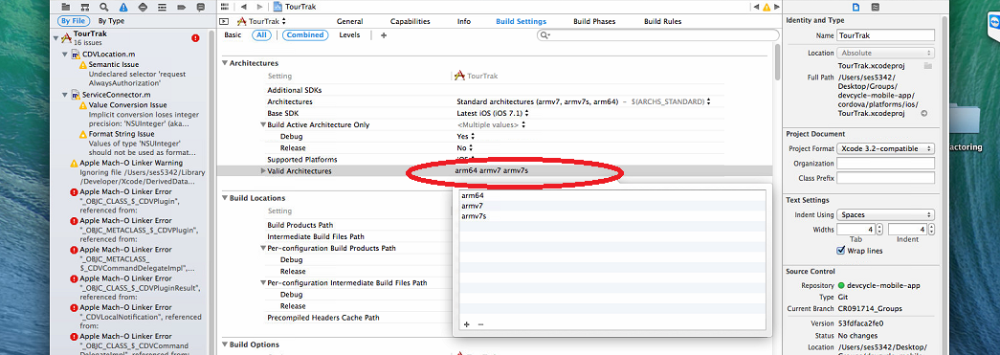 TourTrak
By File
By Type
TourTrak
16 issues
CDVLocation.m
Semantic Issue
Undeclared selector 'request
AlwaysAuthorization'
ServiceConnector.m
Value Conversion Issue
Implicit conversion loses integer
precision: 'NSUInteger' (aka...
Format String Issue
Values of type 'NSUInteger'
should not be used as format...
Apple Mach-O Linker Warning
Ignoring file /Users/ses5342/Library
/Developer/Xcode/DerivedData...
Apple Mach-O Linker Error
"_OBJC_CLASS_$_CDVPlugin",
referenced from:
Apple Mach-O Linker Error
"_OBJC_METACLASS_$_CDVPlugin",
referenced from:
Apple Mach-O Linker Error
"_OBJC_METACLASS_
$_CDVCommandDelegateImpl",...
Apple Mach-O Linker Error
"_OBJC_CLASS_$_CDVPluginResult",
referenced from:
Apple Mach-O Linker Error
"_CDVLocalNotification", referenced
from:
Apple Mach-O Linker Error
"_OBJC_CLASS_$_CDVCommand
DelegateImpl", referenced from:
TourTrak
General
Capabilities
Info
Build Settings
Build Phases
Build Rules
Basic
All
Combined
Levels
+
Architectures
Setting
TourTrak
Additional SDKs
Architectures
Standard architectures (armv7, armv7s, arm64) – $(ARCHS_STANDARD)
Base SDK
Latest iOS (iOS 7.1)
Build Active Architecture Only
<Multiple values>
Debug
Yes
Release
No
Supported Platforms
iOS
Valid Architectures
arm64 armv7 armv7s
arm64
armv7
armv7s
+ −
Build Locations
Setting
Build Products Path
Intermediate Build Files Path
Per-configuration Build Products Path
Debug
Release
Per-configuration Intermediate Build Files Path
Debug
Release
Precompiled Headers Cache Path
Build Options
Identity and Type
Name
TourTrak
Location
Absolute
TourTrak.xcodeproj
Full Path
/Users/ses5342/
Desktop/Groups/
devcycle-mobile-app/
cordova/platforms/ios/
TourTrak.xcodeproj
Project Document
Project Format
Xcode 3.2-compatible
Organization
Class Prefix
Text Settings
Indent Using
Spaces
Widths
4
4
Tab
Indent
Wrap lines
Source Control
Repository
devcycle-mobile-app
Type
Git
Current Branch
CR091714_Groups
Version
53fdfaca2fe0
Status
No changes
Location
/Users/ses5342/Desktop/
actoring